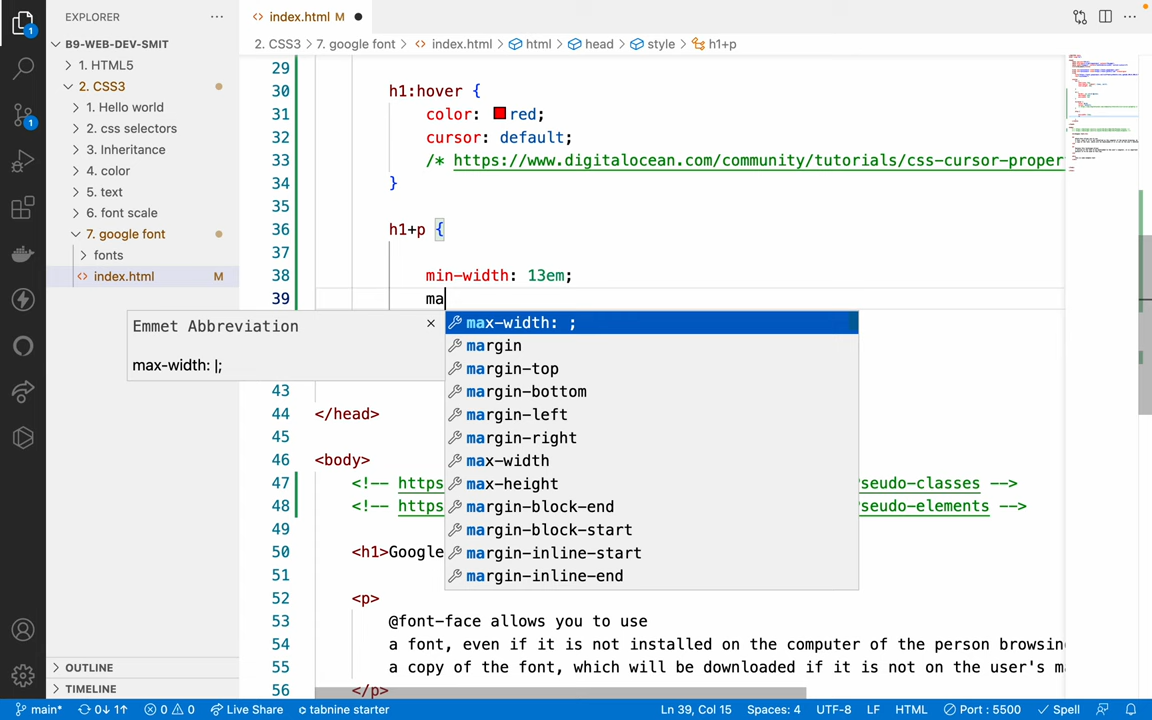 EXPLORER
index.html M
B9-WEB-DEV-SMIT
2. CSS3 > 7. google font > index.html > html > head > style > h1+p
1. HTML5
2. CSS3
1. Hello world
2. css selectors
3. Inheritance
4. color
5. text
6. font scale
7. google font
fonts
index.html M
1
1
29
30 h1:hover {
31 color: red;
32 cursor: default;
33 /* https://www.digitalocean.com/community/tutorials/css-cursor-proper
34 }
35
36 h1+p {
37
38 min-width: 13em;
39 ma
Emmet Abbreviation
max-width: |;
max-width: ;
margin
margin-top
margin-bottom
margin-left
margin-right
max-width
max-height
margin-block-end
margin-block-start
margin-inline-start
margin-inline-end
43
44 </head>
45
46 <body>
47 <!-- https seudo-classes -->
48 <!-- https seudo-elements -->
49
50 <h1>Google
51
52 <p>
53 @font-face allows you to use
54 a font, even if it is not installed on the computer of the person browsin
55 a copy of the font, which will be downloaded if it is not on the user's ma
56 </p>
OUTLINE
TIMELINE
main* 0↓ 1↑ 0 0 Live Share tabnine starter Ln 39, Col 15 Spaces: 4 UTF-8 LF HTML Port : 5500 Spell